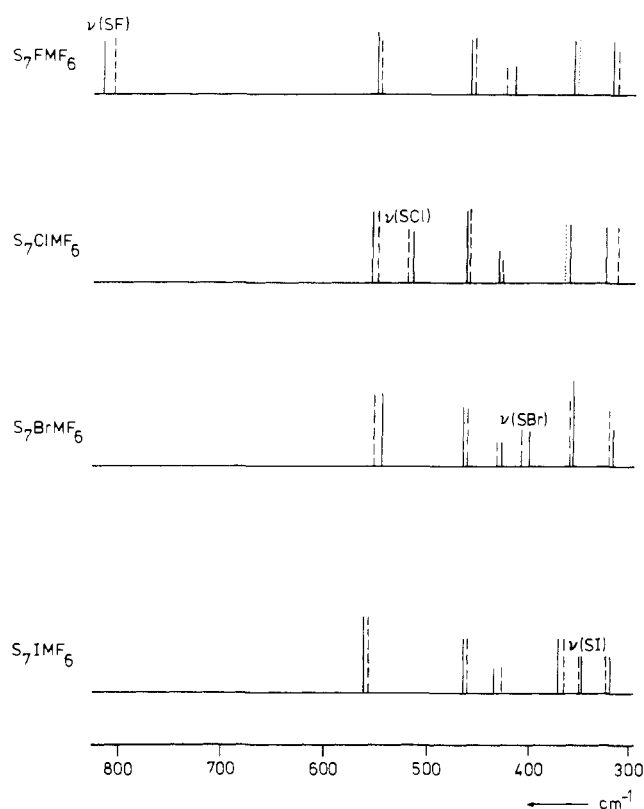 ν(SF)
S₇FMF₆
ν(SCl)
S₇ClMF₆
ν(SBr)
S₇BrMF₆
ν(SI)
S₇IMF₆
800 700 600 500 400 300
cm⁻¹